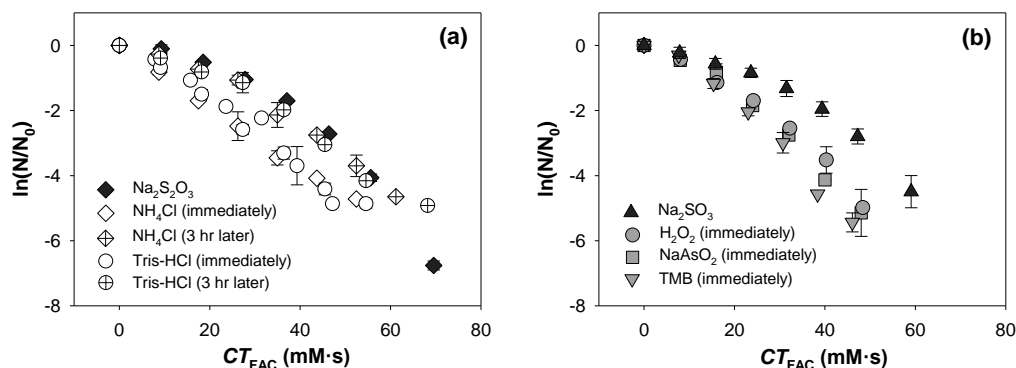 (a)
0
-2
-4
-6
-8
ln(N/N₀)
Na₂S₂O₃
NH₄Cl (immediately)
NH₄Cl (3 hr later)
Tris-HCl (immediately)
Tris-HCl (3 hr later)
0 20 40 60 80
CT_FAC (mM·s)
(b)
0
-2
-4
-6
-8
ln(N/N₀)
Na₂SO₃
H₂O₂ (immediately)
NaAsO₂ (immediately)
TMB (immediately)
0 20 40 60 80
CT_FAC (mM·s)